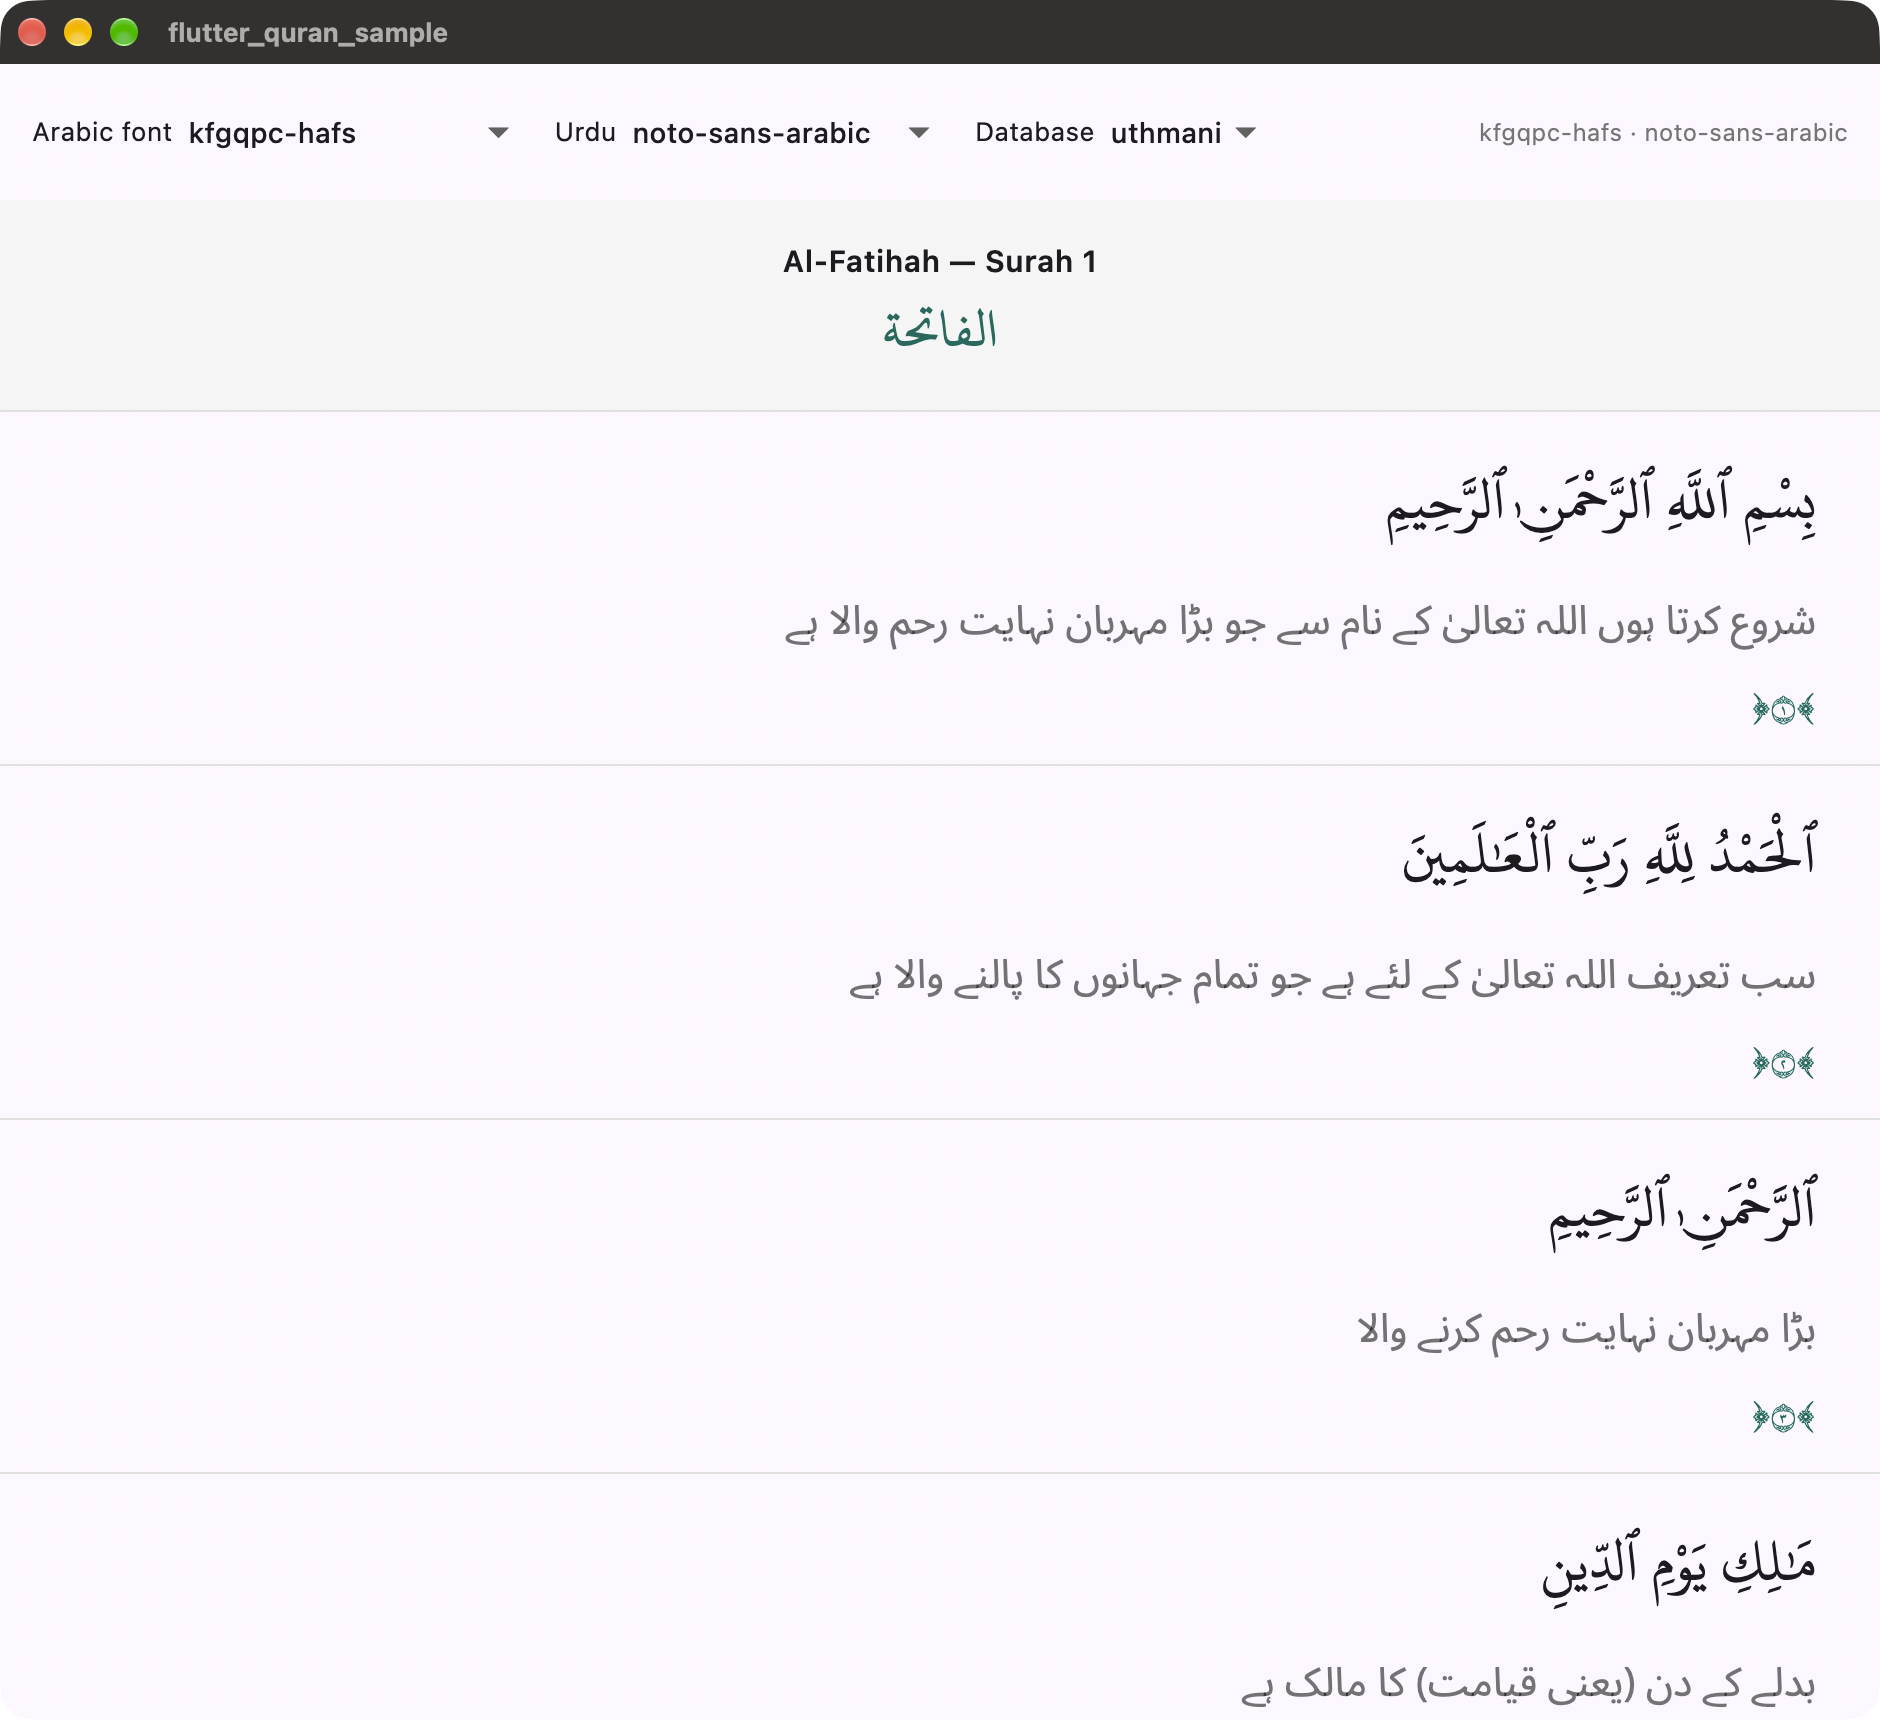 flutter_quran_sample
Arabic font kfgqpc-hafs Urdu noto-sans-arabic Database uthmani kfgqpc-hafs · noto-sans-arabic
Al-Fatihah — Surah 1
الفاتحة
بِسْمِ ٱللَّهِ ٱلرَّحْمَنِٰ ٱلرَّحِيمِ
شروع کرتا ہوں اللہ تعالیٰ کے نام سے جو بڑا مہربان نہایت رحم والا ہے
﴿١﴾
ٱلْحَمْدُ لِلَّهِ رَبِّ ٱلْعَٰلَمِينَ
سب تعریف اللہ تعالیٰ کے لئے ہے جو تمام جہانوں کا پالنے والا ہے
﴿٢﴾
ٱلرَّحْمَنِٰ ٱلرَّحِيمِ
بڑا مہربان نہایت رحم کرنے والا
﴿٣﴾
مَٰلِكِ يَوْمِ ٱلدِّينِ
بدلے کے دن (یعنی قیامت) کا مالک ہے